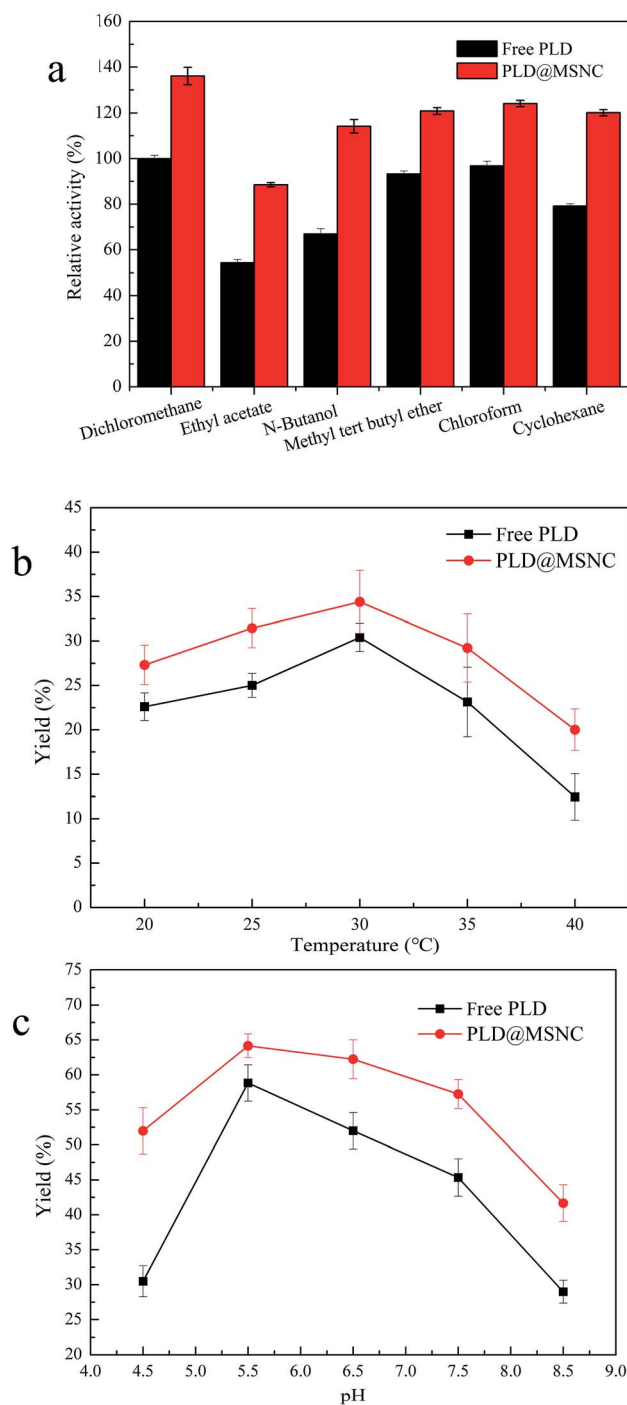 a
Relative activity (%)
160
140
120
100
80
60
40
20
0
Free PLD
PLD@MSNC
Dichloromethane
Ethyl acetate
N-Butanol
Methyl tert butyl ether
Chloroform
Cyclohexane
b
Yield (%)
45
40
35
30
25
20
15
10
5
0
Free PLD
PLD@MSNC
20 25 30 35 40
Temperature (°C)
c
Yield (%)
75
70
65
60
55
50
45
40
35
30
25
20
Free PLD
PLD@MSNC
4.0 4.5 5.0 5.5 6.0 6.5 7.0 7.5 8.0 8.5 9.0
pH